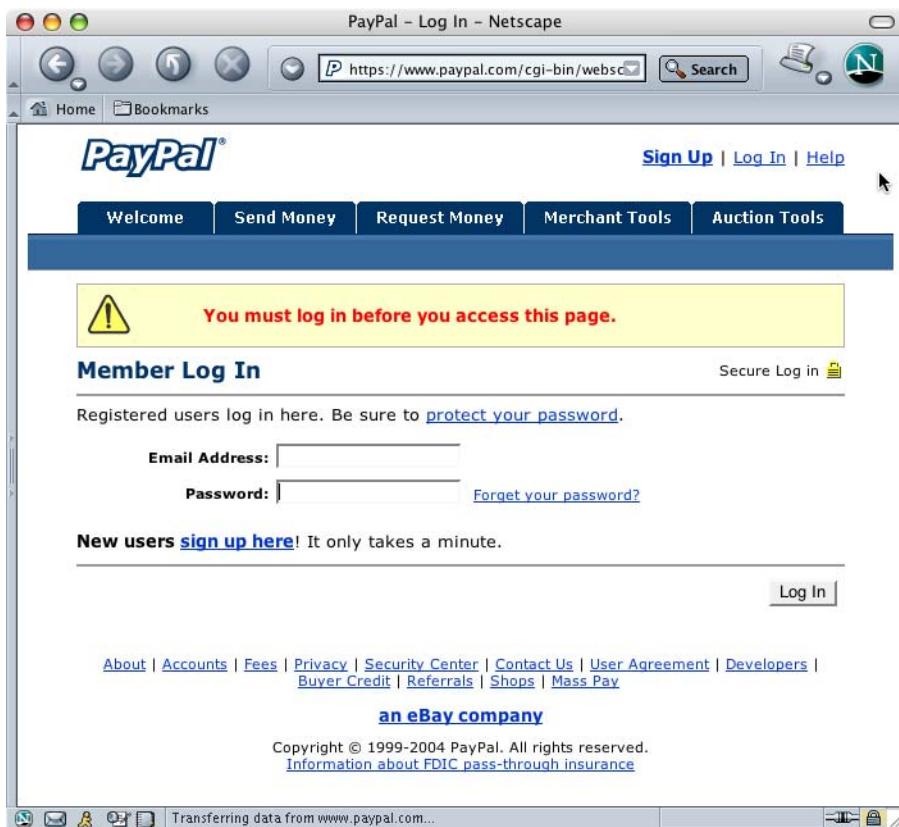 PayPal – Log In – Netscape
https://www.paypal.com/cgi-bin/websc
Search
N
Home Bookmarks
PayPal®
Sign Up | Log In | Help
Welcome Send Money Request Money Merchant Tools Auction Tools
You must log in before you access this page.
Member Log In
Secure Log in
Registered users log in here. Be sure to protect your password.
Email Address:
Password:
Forget your password?
New users sign up here! It only takes a minute.
Log In
About | Accounts | Fees | Privacy | Security Center | Contact Us | User Agreement | Developers |
Buyer Credit | Referrals | Shops | Mass Pay
an eBay company
Copyright © 1999-2004 PayPal. All rights reserved.
Information about FDIC pass-through insurance
Transferring data from www.paypal.com...